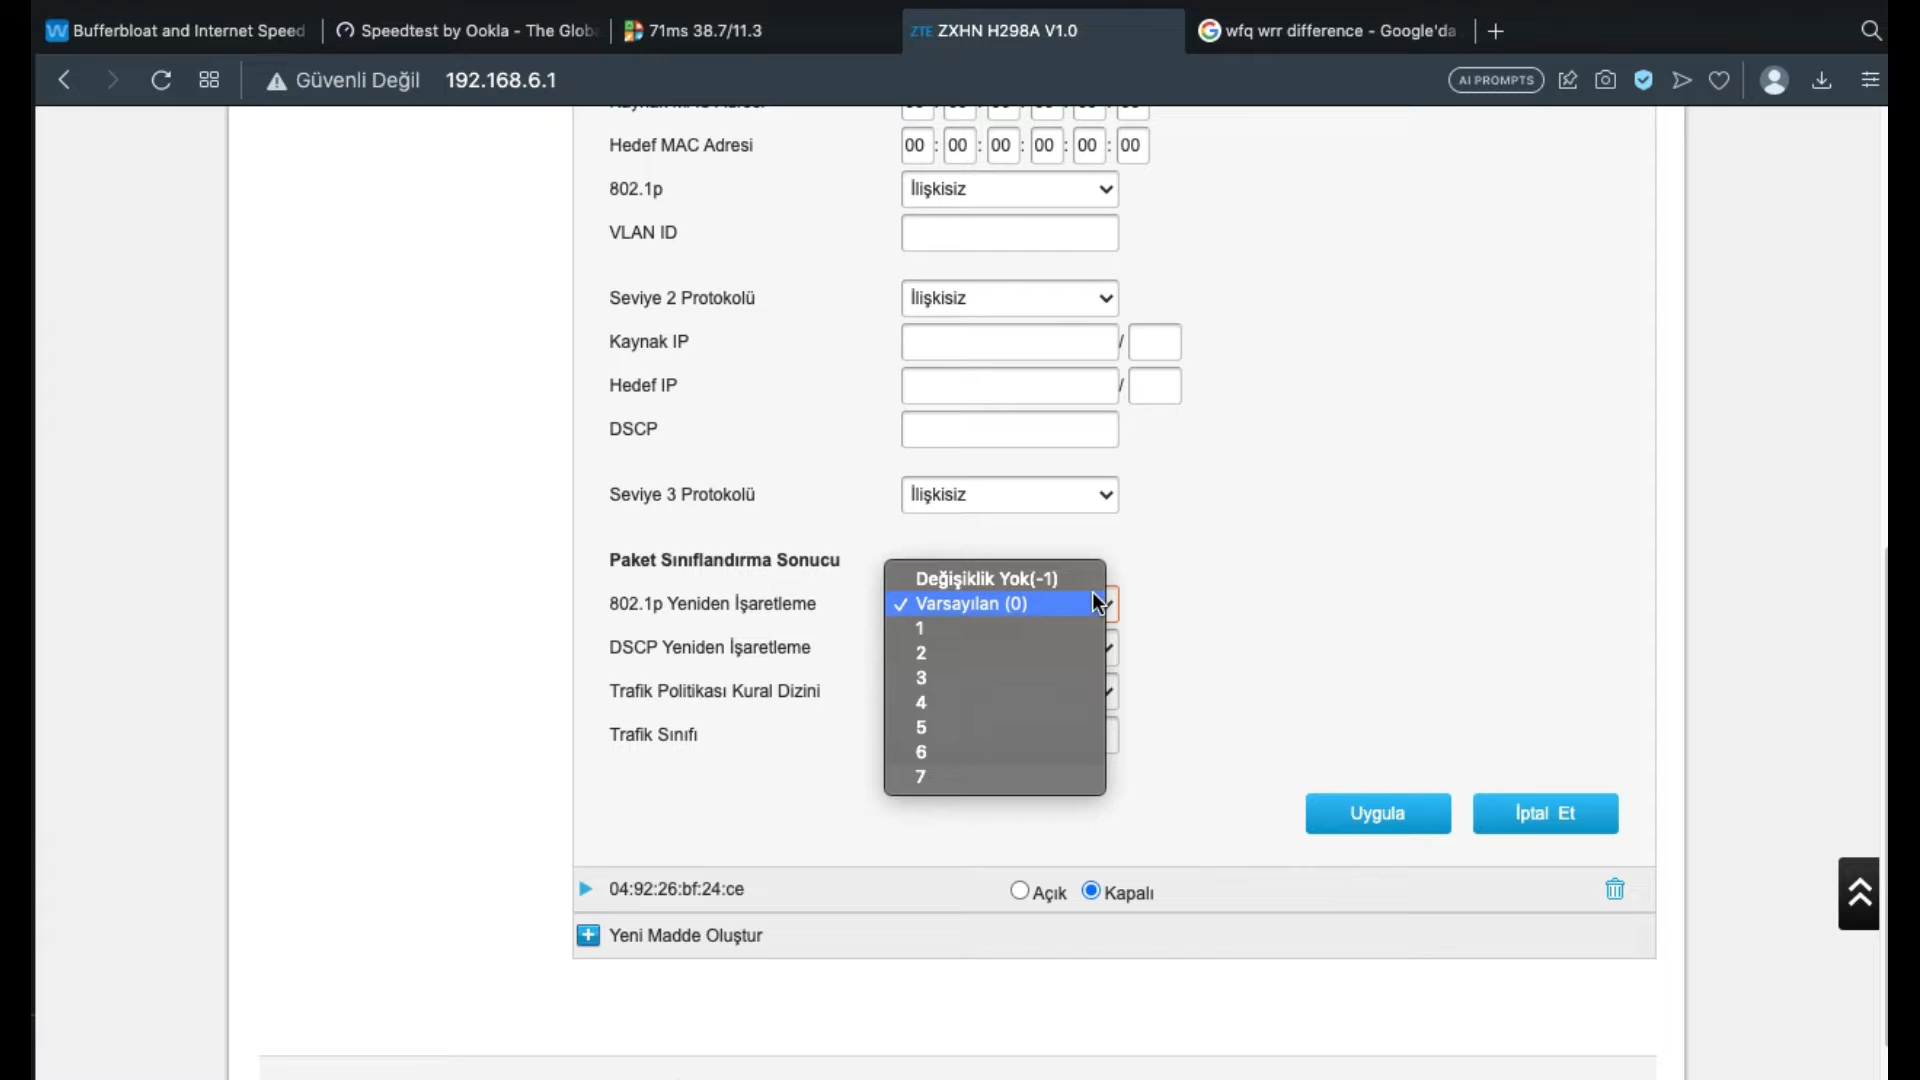 W Bufferbloat and Internet Speed
Speedtest by Ookla - The Glob
71ms 38.7/11.3
ZTE ZXHN H298A V1.0
wfq wrr difference - Google'da
Güvenli Değil 192.168.6.1
AI PROMPTS
Hedef MAC Adresi 00 : 00 : 00 : 00 : 00 : 00
802.1p İlişkisiz
VLAN ID
Seviye 2 Protokolü İlişkisiz
Kaynak IP /
Hedef IP /
DSCP
Seviye 3 Protokolü İlişkisiz
Paket Sınıflandırma Sonucu
802.1p Yeniden İşaretleme
DSCP Yeniden İşaretleme
Trafik Politikası Kural Dizini
Trafik Sınıfı
Değişiklik Yok(-1)
✓ Varsayılan (0)
1
2
3
4
5
6
7
Uygula İptal Et
04:92:26:bf:24:ce Açık Kapalı
Yeni Madde Oluştur